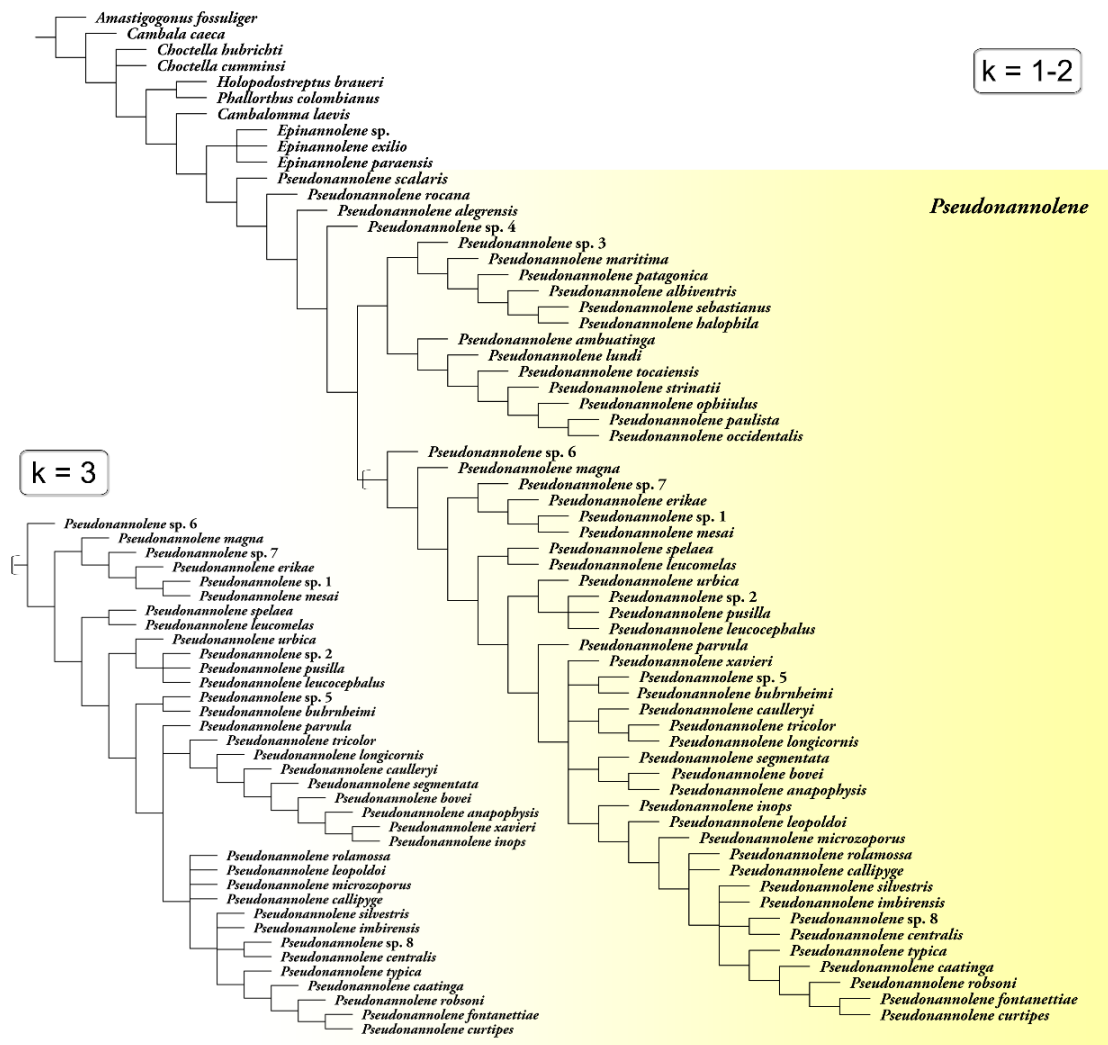 Amastigogonus fossuliger
Cambala caeca
Choctella hubrichti
Choctella cumminsi
Holopodostreptus braueri
Phallorthus colombianus
Cambalomma laevis
Epinannolene sp.
Epinannolene exilio
Epinannolene paraensis
k = 1-2
Pseudonannolene
Pseudonannolene scalaris
Pseudonannolene rocana
Pseudonannolene alegrensis
Pseudonannolene sp. 4
Pseudonannolene sp. 3
Pseudonannolene maritima
Pseudonannolene patagonica
Pseudonannolene albiventris
Pseudonannolene sebastianus
Pseudonannolene halophila
Pseudonannolene ambuatinga
Pseudonannolene lundi
Pseudonannolene tocaiensis
Pseudonannolene strinatii
Pseudonannolene ophiiulus
Pseudonannolene paulista
Pseudonannolene occidentalis
Pseudonannolene sp. 6
Pseudonannolene magna
Pseudonannolene sp. 7
Pseudonannolene erikae
Pseudonannolene sp. 1
Pseudonannolene mesai
Pseudonannolene spelaea
Pseudonannolene leucomelas
Pseudonannolene urbica
Pseudonannolene sp. 2
Pseudonannolene pusilla
Pseudonannolene leucocephalus
Pseudonannolene parvula
Pseudonannolene xavieri
Pseudonannolene sp. 5
Pseudonannolene buhrnheimi
Pseudonannolene caulleryi
Pseudonannolene tricolor
Pseudonannolene longicornis
Pseudonannolene segmentata
Pseudonannolene bovei
Pseudonannolene anapophysis
Pseudonannolene inops
Pseudonannolene leopoldoi
Pseudonannolene microzoporus
Pseudonannolene rolamossa
Pseudonannolene callipyge
Pseudonannolene silvestris
Pseudonannolene imbirensis
Pseudonannolene sp. 8
Pseudonannolene centralis
Pseudonannolene typica
Pseudonannolene caatinga
Pseudonannolene robsoni
Pseudonannolene fontanettiae
Pseudonannolene curtipes
k = 3
Pseudonannolene sp. 6
Pseudonannolene magna
Pseudonannolene sp. 7
Pseudonannolene erikae
Pseudonannolene sp. 1
Pseudonannolene mesai
Pseudonannolene spelaea
Pseudonannolene leucomelas
Pseudonannolene urbica
Pseudonannolene sp. 2
Pseudonannolene pusilla
Pseudonannolene leucocephalus
Pseudonannolene sp. 5
Pseudonannolene buhrnheimi
Pseudonannolene parvula
Pseudonannolene tricolor
Pseudonannolene longicornis
Pseudonannolene caulleryi
Pseudonannolene segmentata
Pseudonannolene bovei
Pseudonannolene anapophysis
Pseudonannolene xavieri
Pseudonannolene inops
Pseudonannolene rolamossa
Pseudonannolene leopoldoi
Pseudonannolene microzoporus
Pseudonannolene callipyge
Pseudonannolene silvestris
Pseudonannolene imbirensis
Pseudonannolene sp. 8
Pseudonannolene centralis
Pseudonannolene typica
Pseudonannolene caatinga
Pseudonannolene robsoni
Pseudonannolene fontanettiae
Pseudonannolene curtipes